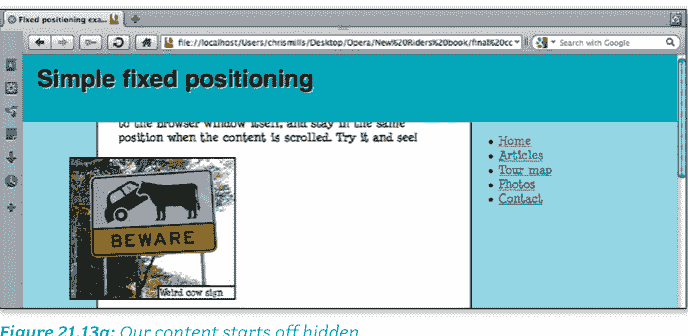 Fixed positioning exa...
file://localhost/Users/chrismills/Desktop/Opera/New%20Riders%20book/final%20cc
Search with Google
Simple fixed positioning
to the browser window itself, and stay in the same
position when the content is scrolled. Try it and see!
Home
Articles
Tour map
Photos
Contact
BEWARE
Weird cow sign
Figure 21.13a: Our content starts off hidden